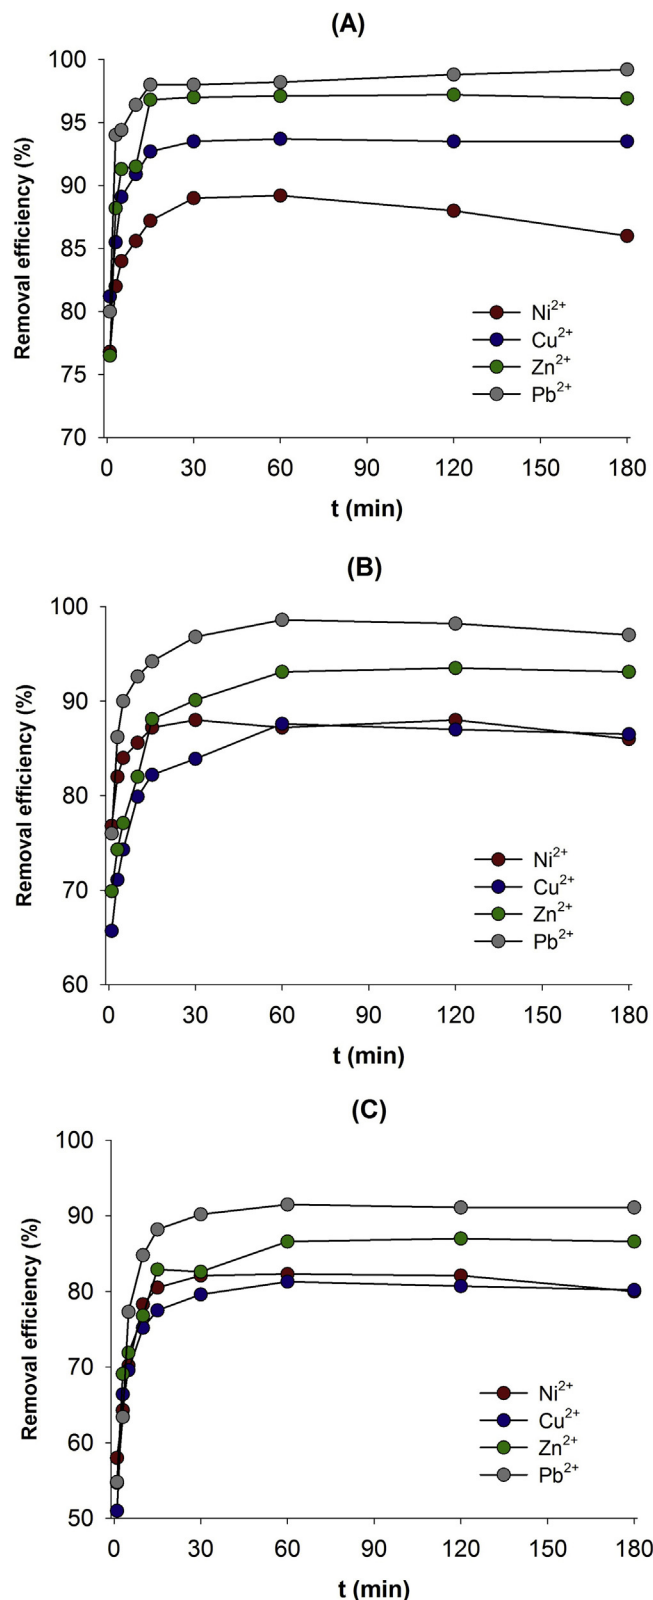 (A)
100
95
90
85
80
75
70
Removal efficiency (%)
Ni²⁺
Cu²⁺
Zn²⁺
Pb²⁺
0 30 60 90 120 150 180
t (min)
(B)
100
90
80
70
60
Removal efficiency (%)
Ni²⁺
Cu²⁺
Zn²⁺
Pb²⁺
0 30 60 90 120 150 180
t (min)
(C)
100
90
80
70
60
50
Removal efficiency (%)
Ni²⁺
Cu²⁺
Zn²⁺
Pb²⁺
0 30 60 90 120 150 180
t (min)